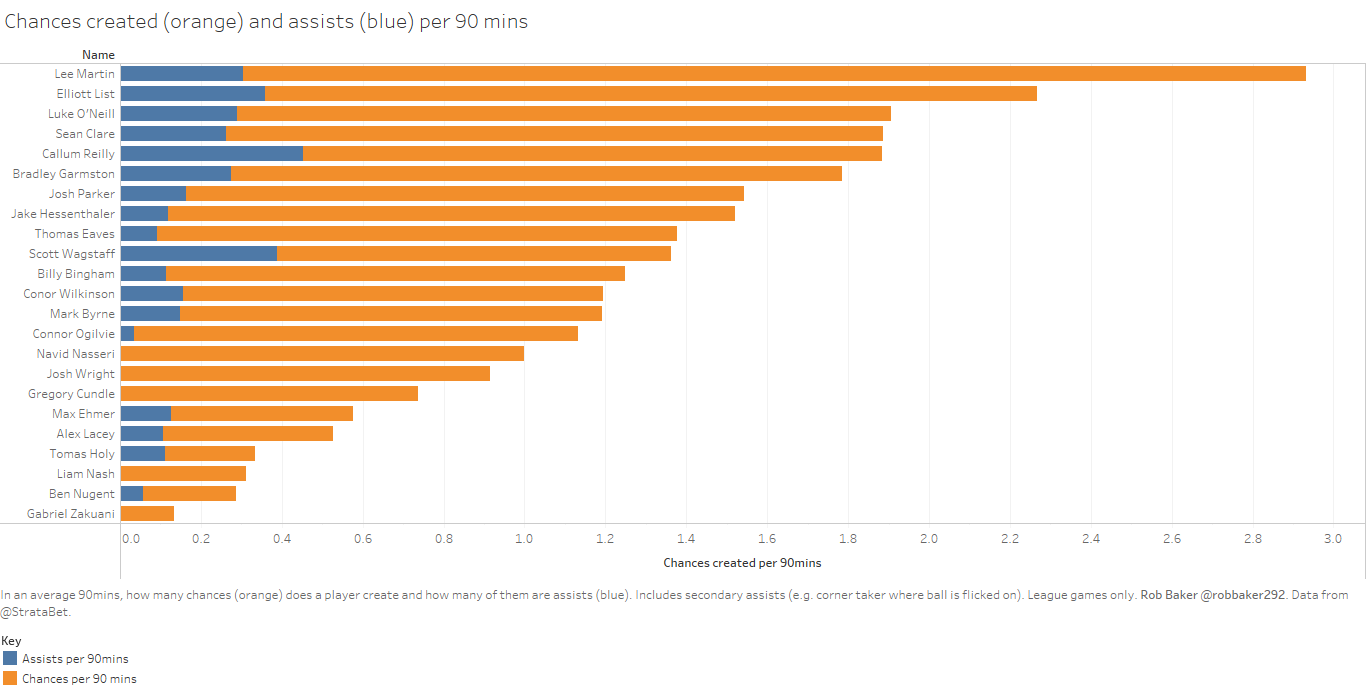 Chances created (orange) and assists (blue) per 90 mins
Name
Lee Martin
Elliott List
Luke O'Neill
Sean Clare
Callum Reilly
Bradley Garmston
Josh Parker
Jake Hessenthaler
Thomas Eaves
Scott Wagstaff
Billy Bingham
Conor Wilkinson
Mark Byrne
Connor Ogilvie
Navid Nasseri
Josh Wright
Gregory Cundle
Max Ehmer
Alex Lacey
Tomas Holy
Liam Nash
Ben Nugent
Gabriel Zakuani
0.0 0.2 0.4 0.6 0.8 1.0 1.2 1.4 1.6 1.8 2.0 2.2 2.4 2.6 2.8 3.0
Chances created per 90mins
In an average 90mins, how many chances (orange) does a player create and how many of them are assists (blue). Includes secondary assists (e.g. corner taker where ball is flicked on). League games only. Rob Baker @robbaker292. Data from
@StrataBet.
Key
Assists per 90mins
Chances per 90 mins